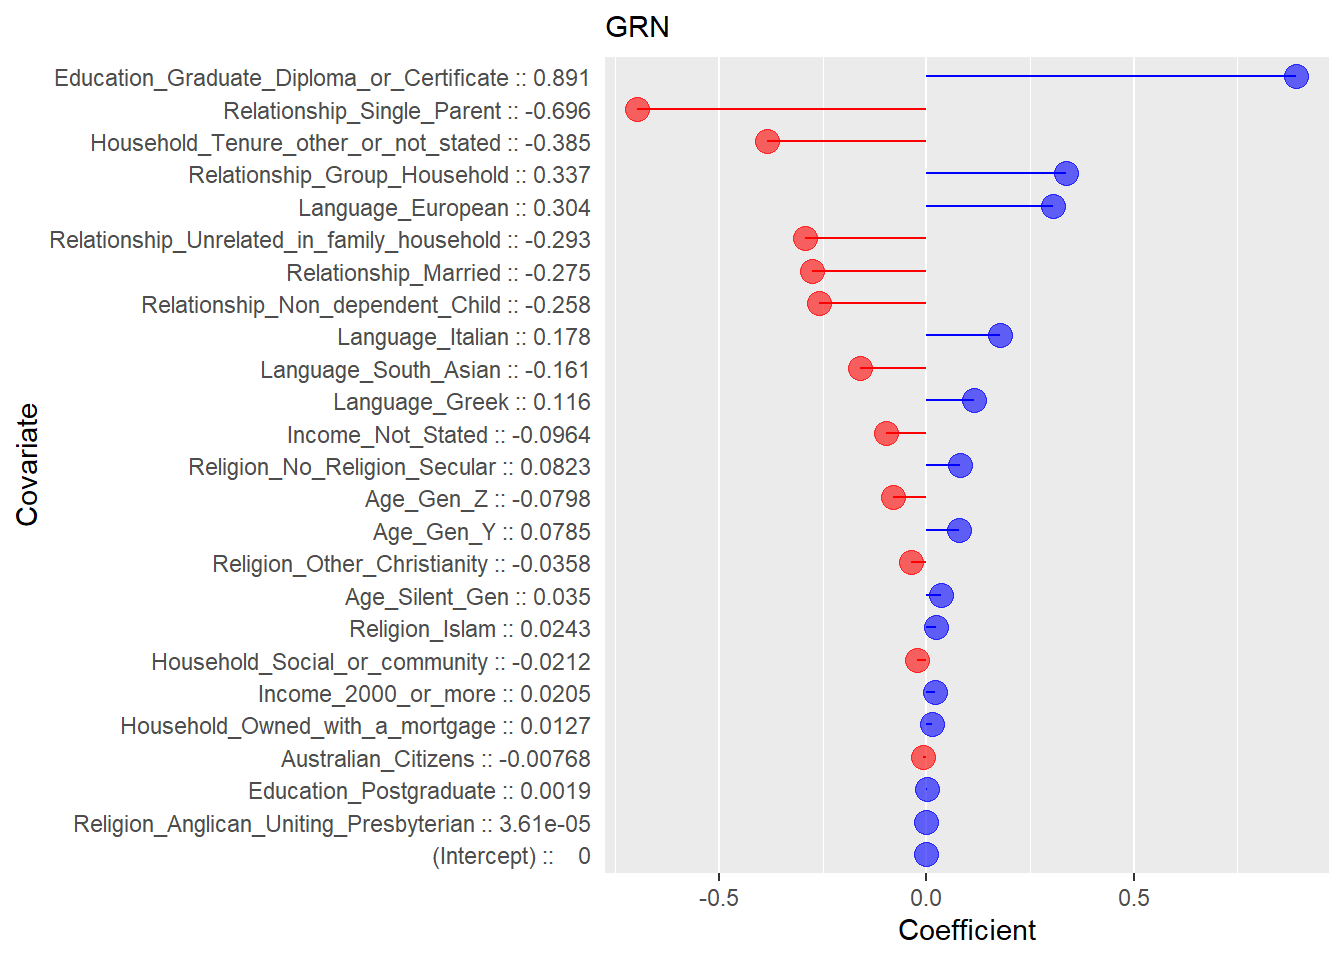 GRN
Education_Graduate_Diploma_or_Certificate :: 0.891
Relationship_Single_Parent :: -0.696
Household_Tenure_other_or_not_stated :: -0.385
Relationship_Group_Household :: 0.337
Language_European :: 0.304
Relationship_Unrelated_in_family_household :: -0.293
Relationship_Married :: -0.275
Relationship_Non_dependent_Child :: -0.258
Language_Italian :: 0.178
Language_South_Asian :: -0.161
Language_Greek :: 0.116
Income_Not_Stated :: -0.0964
Religion_No_Religion_Secular :: 0.0823
Age_Gen_Z :: -0.0798
Age_Gen_Y :: 0.0785
Religion_Other_Christianity :: -0.0358
Age_Silent_Gen :: 0.035
Religion_Islam :: 0.0243
Household_Social_or_community :: -0.0212
Income_2000_or_more :: 0.0205
Household_Owned_with_a_mortgage :: 0.0127
Australian_Citizens :: -0.00768
Education_Postgraduate :: 0.0019
Religion_Anglican_Uniting_Presbyterian :: 3.61e-05
(Intercept) :: 0
Covariate
-0.5 0.0 0.5
Coefficient